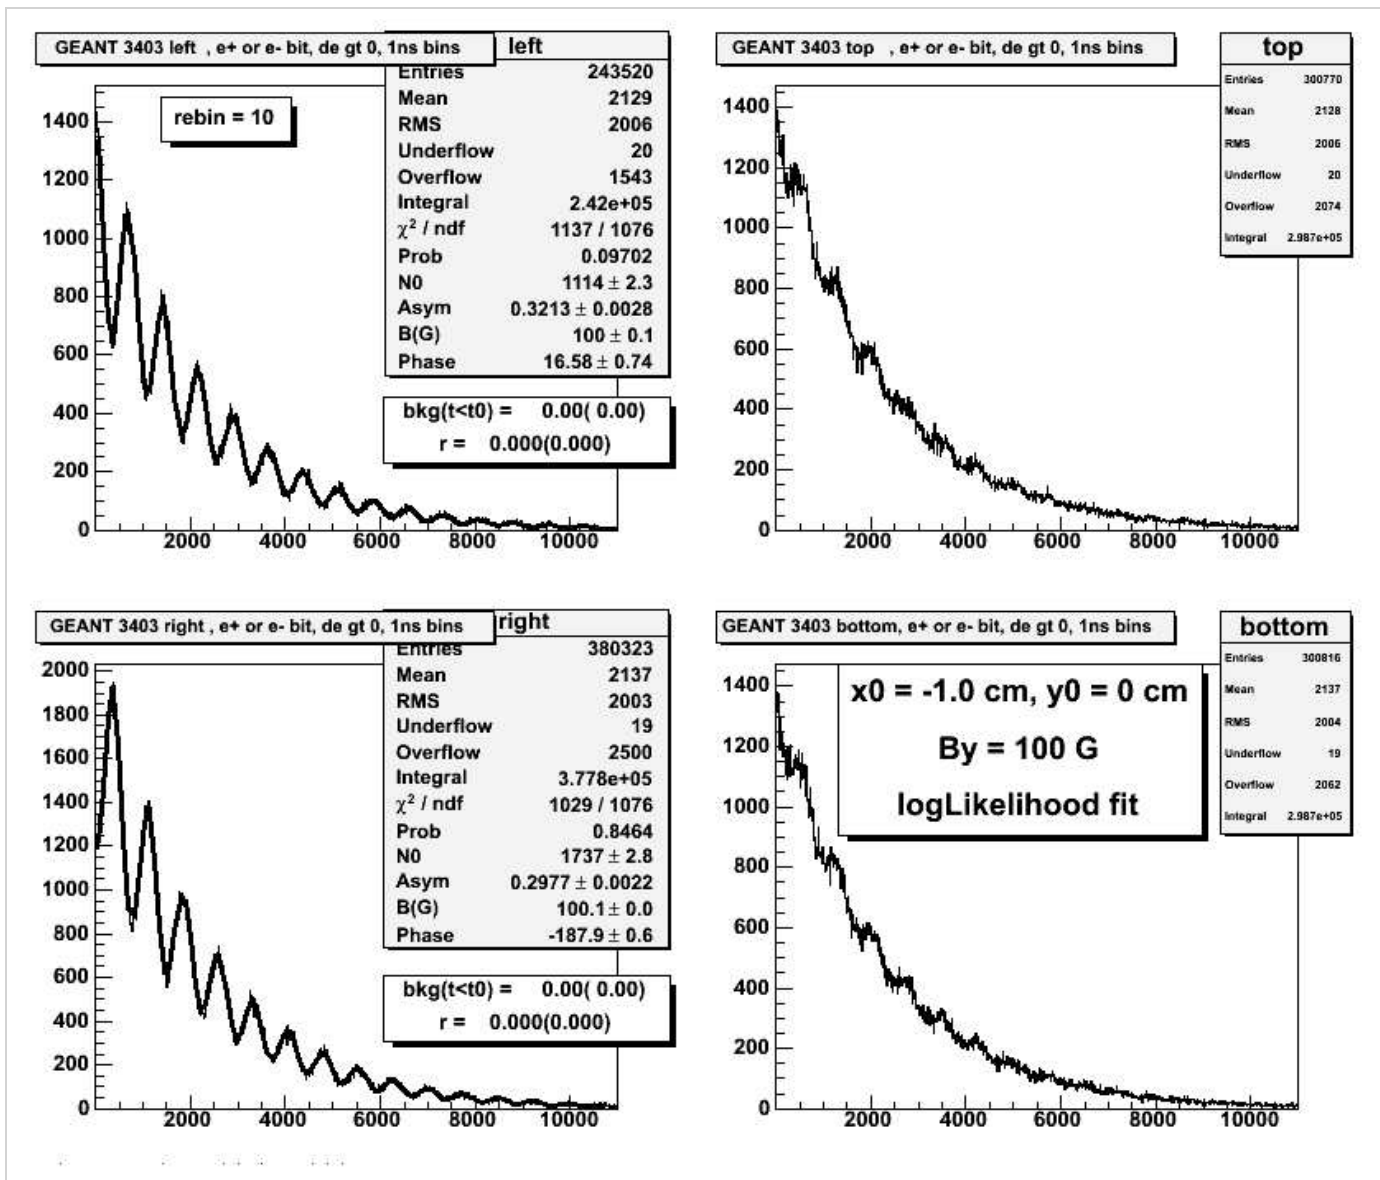 GEANT 3403 left , e+ or e- bit, de gt 0, 1ns bins
left
Entries 243520
Mean 2129
RMS 2006
Underflow 20
Overflow 1543
Integral 2.42e+05
χ² / ndf 1137 / 1076
Prob 0.09702
N0 1114 ± 2.3
Asym 0.3213 ± 0.0028
B(G) 100 ± 0.1
Phase 16.58 ± 0.74
rebin = 10
bkg(t<t0) = 0.00( 0.00)
r = 0.000(0.000)
1400
1200
1000
800
600
400
200
0
2000 4000 6000 8000 10000
GEANT 3403 top , e+ or e- bit, de gt 0, 1ns bins
top
Entries 300770
Mean 2128
RMS 2006
Underflow 20
Overflow 2074
Integral 2.987e+05
1400
1200
1000
800
600
400
200
0
2000 4000 6000 8000 10000
GEANT 3403 right , e+ or e- bit, de gt 0, 1ns bins
right
Entries 380323
Mean 2137
RMS 2003
Underflow 19
Overflow 2500
Integral 3.778e+05
χ² / ndf 1029 / 1076
Prob 0.8464
N0 1737 ± 2.8
Asym 0.2977 ± 0.0022
B(G) 100.1 ± 0.0
Phase -187.9 ± 0.6
bkg(t<t0) = 0.00( 0.00)
r = 0.000(0.000)
2000
1800
1600
1400
1200
1000
800
600
400
200
0
2000 4000 6000 8000 10000
GEANT 3403 bottom, e+ or e- bit, de gt 0, 1ns bins
bottom
Entries 300816
Mean 2137
RMS 2004
Underflow 19
Overflow 2062
Integral 2.987e+05
x0 = -1.0 cm, y0 = 0 cm
By = 100 G
logLikelihood fit
1400
1200
1000
800
600
400
200
0
2000 4000 6000 8000 10000